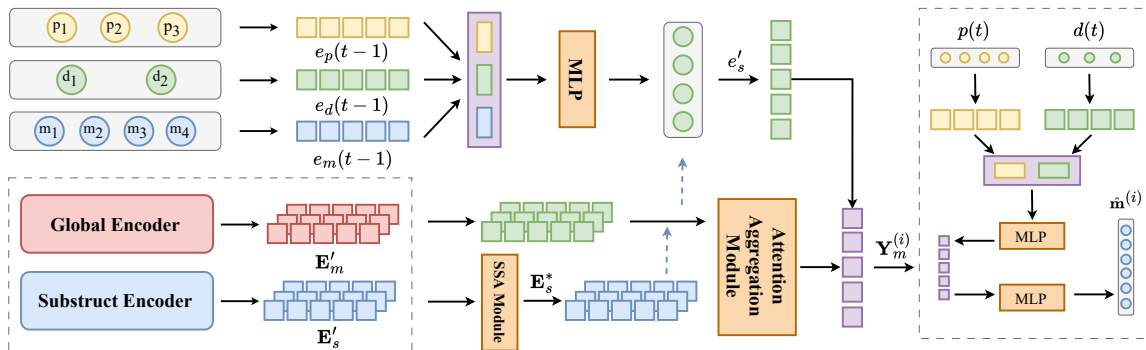 p₁ p₂ p₃
e_p(t − 1)
d₁ d₂
e_d(t − 1)
m₁ m₂ m₃ m₄
e_m(t − 1)
MLP
e′_s
Global Encoder
E′_m
Substruct Encoder
E′_s
SSA Module
E*_s
Attention
Aggregation
Module
Y_m^(i)
p(t) d(t)
MLP
m̂^(i)
MLP